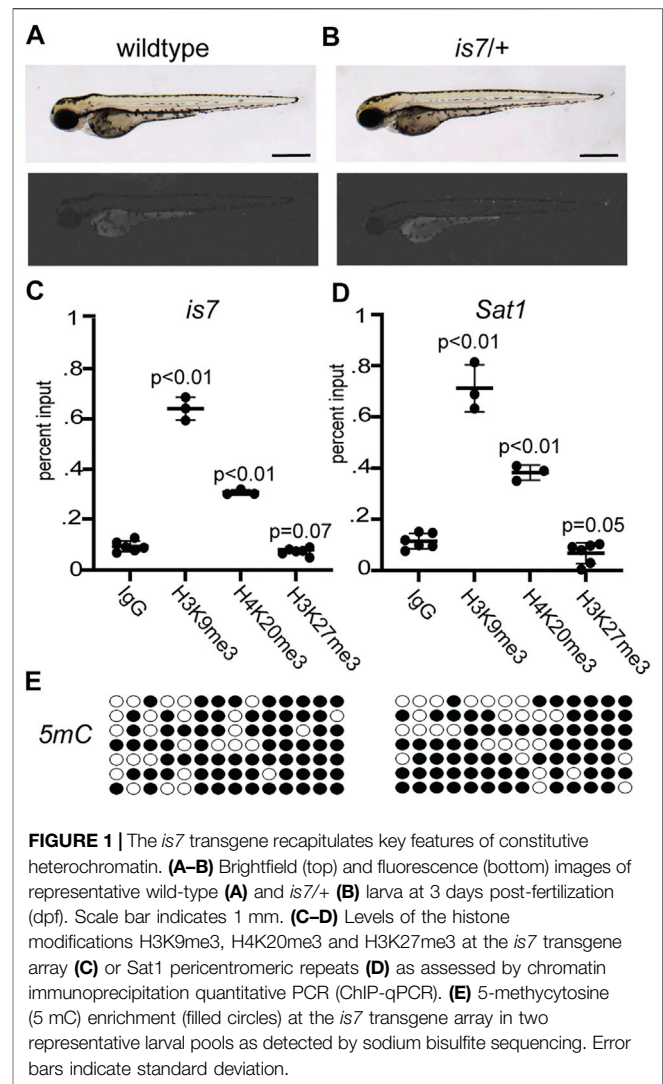 A
wildtype
B
is7/+
C
is7
percent input
1
.8
.6
.4
.2
0
p<0.01
p<0.01
p=0.07
IgG
H3K9me3
H4K20me3
H3K27me3
D
Sat1
percent input
1
.8
.6
.4
.2
0
p<0.01
p<0.01
p=0.05
IgG
H3K9me3
H4K20me3
H3K27me3
E
5mC
FIGURE 1 | The is7 transgene recapitulates key features of constitutive
heterochromatin. (A–B) Brightfield (top) and fluorescence (bottom) images of
representative wild-type (A) and is7/+ (B) larva at 3 days post-fertilization
(dpf). Scale bar indicates 1 mm. (C–D) Levels of the histone
modifications H3K9me3, H4K20me3 and H3K27me3 at the is7 transgene
array (C) or Sat1 pericentromeric repeats (D) as assessed by chromatin
immunoprecipitation quantitative PCR (ChIP-qPCR). (E) 5-methycytosine
(5 mC) enrichment (filled circles) at the is7 transgene array in two
representative larval pools as detected by sodium bisulfite sequencing. Error
bars indicate standard deviation.